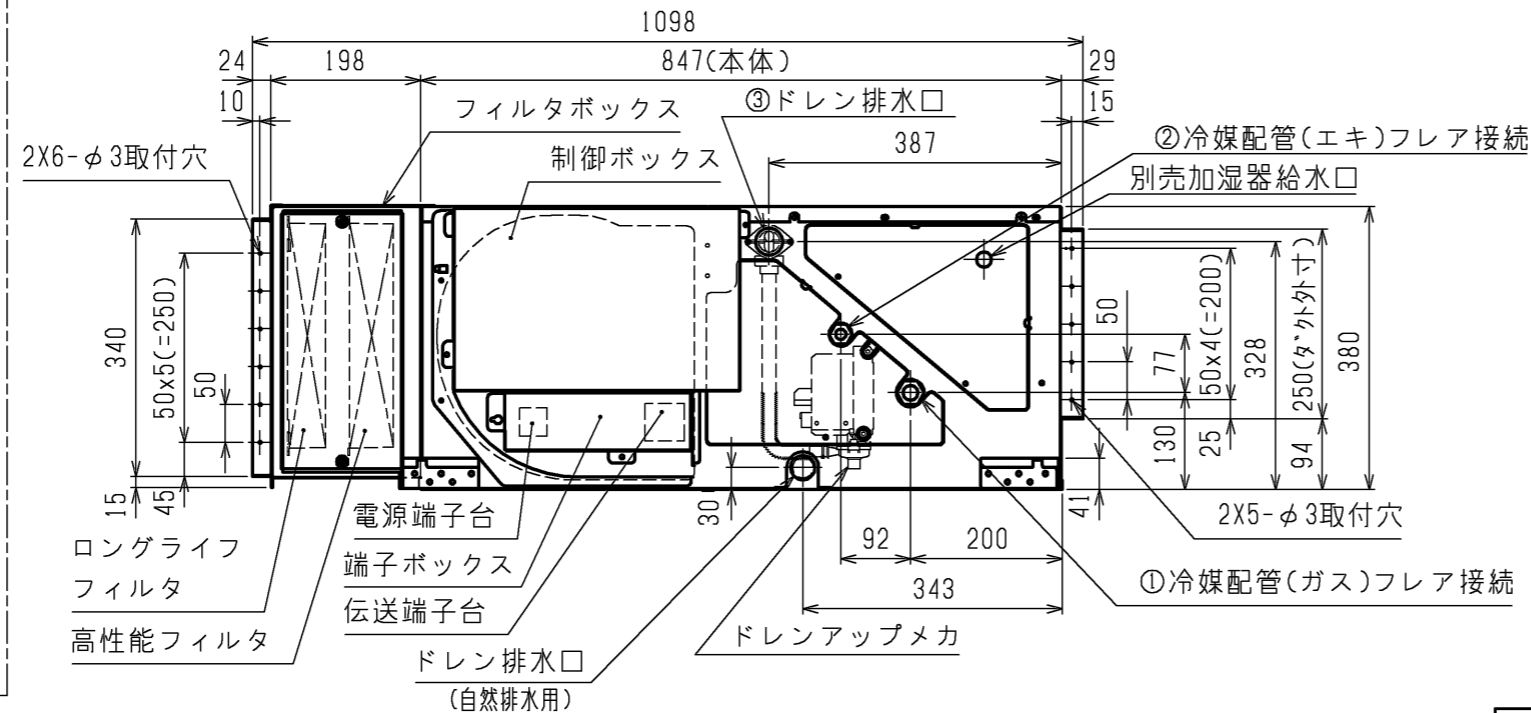 1098
24
198
847(本体)
29
10
フィルタボックス
③ドレン排水口
15
2X6-φ3取付穴
制御ボックス
387
②冷媒配管(エキ)フレア接続
別売加湿器給水口
340
50x5(=250)
50
15
45
50
77
130
50x4(=200)
25
328
250(ダクト外寸)
94
380
41
30
電源端子台
2X5-φ3取付穴
92
200
ロングライフ
フィルタ
端子ボックス
343
①冷媒配管(ガス)フレア接続
伝送端子台
高性能フィルタ
ドレンアップメカ
ドレン排水口
(自然排水用)